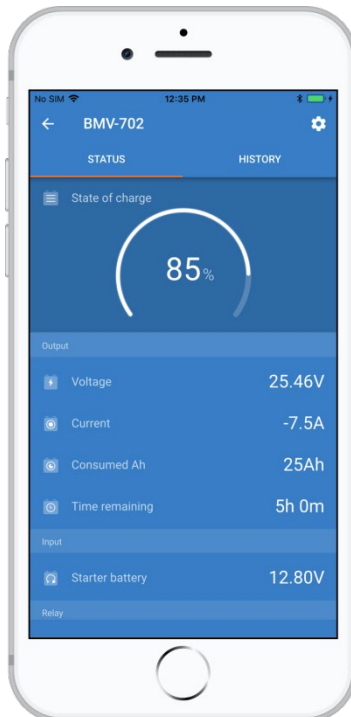 No SIM 12:35 PM
BMV-702
STATUS HISTORY
State of charge
85%
Output
Voltage 25.46V
Current -7.5A
Consumed Ah 25Ah
Time remaining 5h 0m
Input
Starter battery 12.80V
Relay